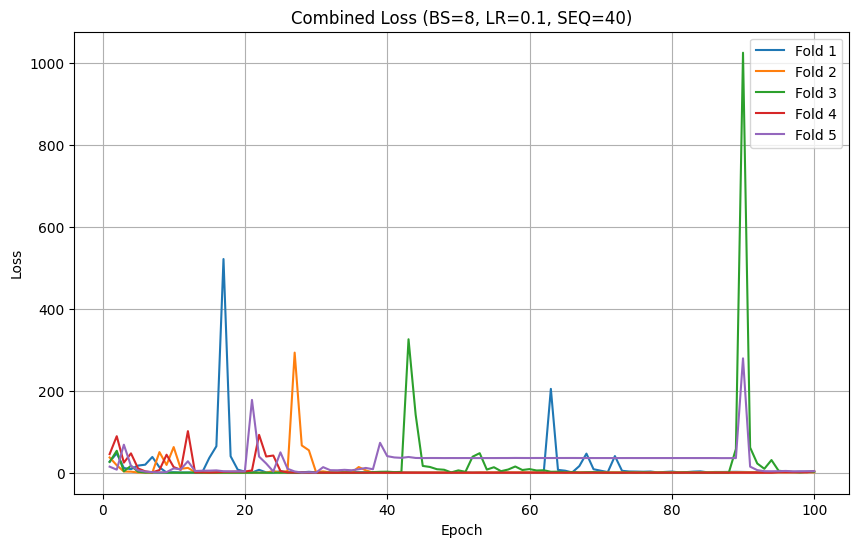 Combined Loss (BS=8, LR=0.1, SEQ=40)
Fold 1
Fold 2
Fold 3
Fold 4
Fold 5
Loss
1000
800
600
400
200
0
0 20 40 60 80 100
Epoch